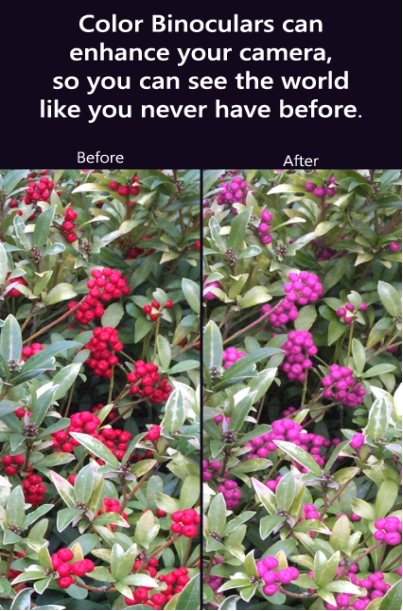 Color Binoculars can
enhance your camera,
so you can see the world
like you never have before.
Before
After